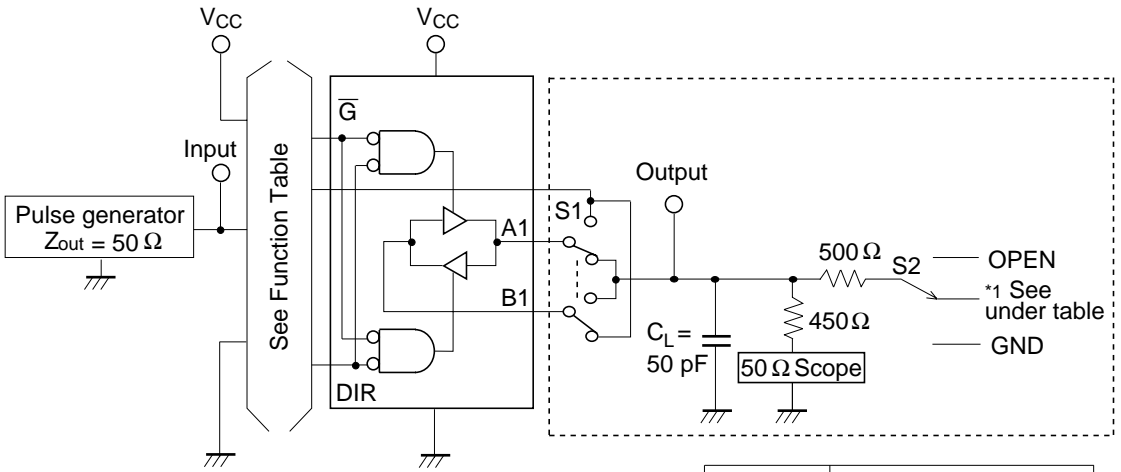 VCC
VCC
G
Input
See Function Table
Pulse generator
Zout = 50 Ω
S1
A1
B1
DIR
Output
500 Ω
S2
OPEN
*1 See
under table
GND
450 Ω
CL =
50 pF
50 Ω Scope